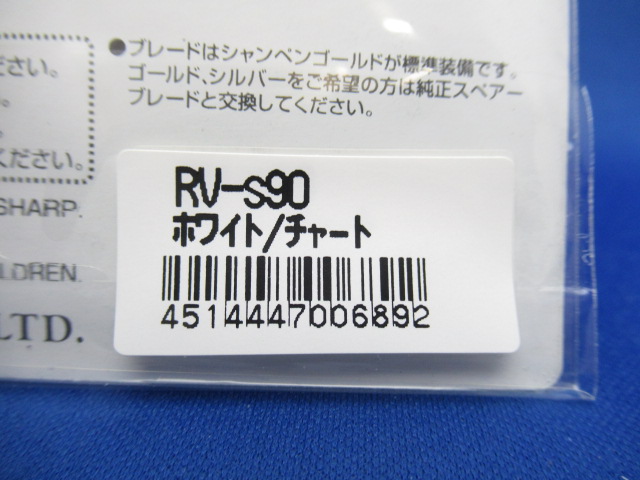 ●ブレードはシャンペンゴールドが標準装備です。
ゴールド、シルバーをご希望の方は純正スペアー
ブレードと交換してください。
ださい。
ください。
SHARP.
LDREN.
LTD.
RV-s90
ホワイト/チャート
4514447006892